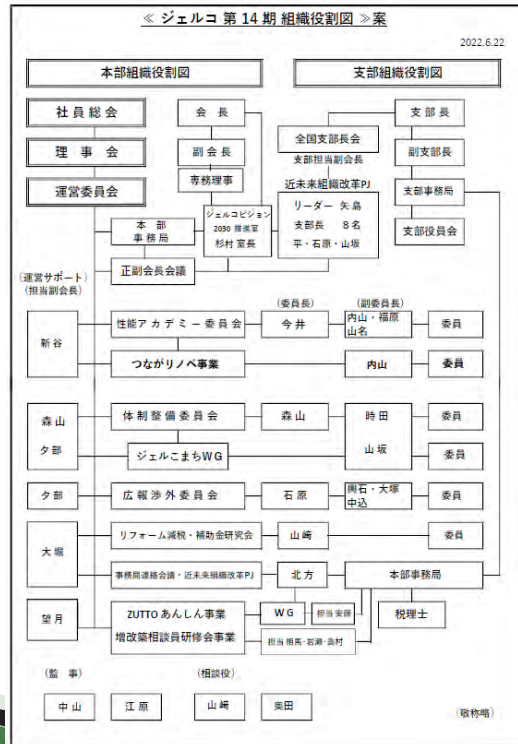 ≪ ジェルコ 第 14 期 組織役割図 ≫案
2022.6.22
本部組織役割図
支部組織役割図
社 員 総 会
理 事 会
運営委員会
会 長
副 会 長
専務理事
ジェルコビジョン
2030 推進室
杉村 室長
本 部
事 務 局
正副会長会議
全国支部長会
支部担当副会長
近未来組織改革PJ
リーダー 矢島
支部長 8名
平・石原・山坂
支 部 長
副支部長
支部事務局
支部役員会
(運営サポート)
(担当副会長)
(委員長)
(副委員長)
新谷
性能アカデミー委員会
今井
内山・福原
山名
委員
つながリノベ事業
内山
委員
森山
夕部
体制整備委員会
森山
時田
山坂
委員
ジェルこまちWG
委員
夕部
広報渉外委員会
石原
輿石・大塚
中込
委員
大堀
リフォーム減税・補助金研究会
山﨑
委員
事務局連絡会議・近未来組織改革PJ
北方
本部事務局
望月
ZUTTO あんしん事業
増改築相談員研修会事業
WG
担当 安藤
税理士
担当 相馬・岩瀬・島村
(監 事)
(相談役)
中山
江原
山﨑
奥田
(敬称略)